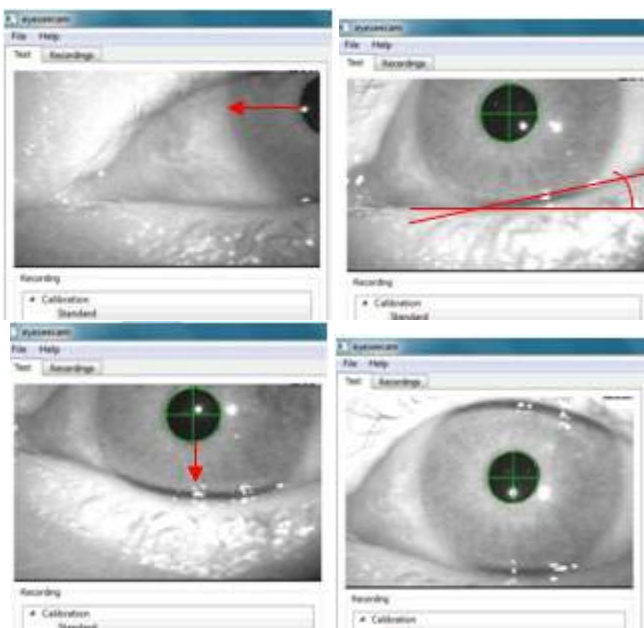 eyeseecam
File Help
Test Recordings
Recording
Calibration
Standard
eyeseecam
File Help
Test Recordings
Recording
Calibration
Standard
eyeseecam
File Help
Test Recordings
Recording
Calibration
Standard
eyeseecam
File Help
Test Recordings
Recording
Calibration